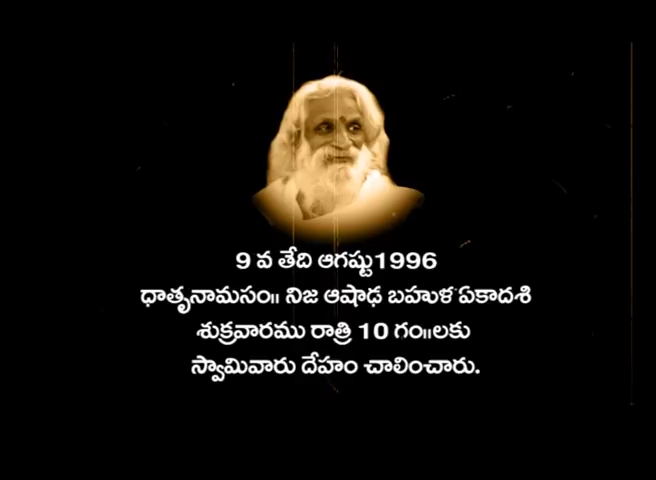 9 వ తేది ఆగష్టు1996
ధాతృనామసం॥ నిజ ఆషాఢ బహుళ ఏకాదశి
శుక్రవారము రాత్రి 10 గం॥లకు
స్వామివారు దేహం చాలించారు.